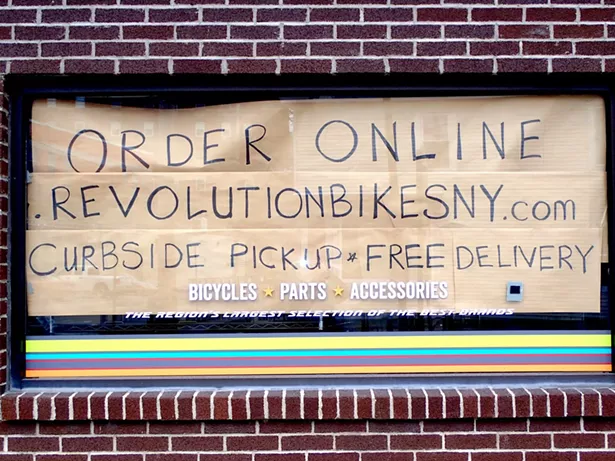 ORDER ONLINE
.REVOLUTIONBIKESNY.com
CURBSIDE PICKUP * FREE DELIVERY
BICYCLES ★ PARTS ★ ACCESSORIES
THE REGION'S LARGEST SELECTION OF THE BEST BRANDS